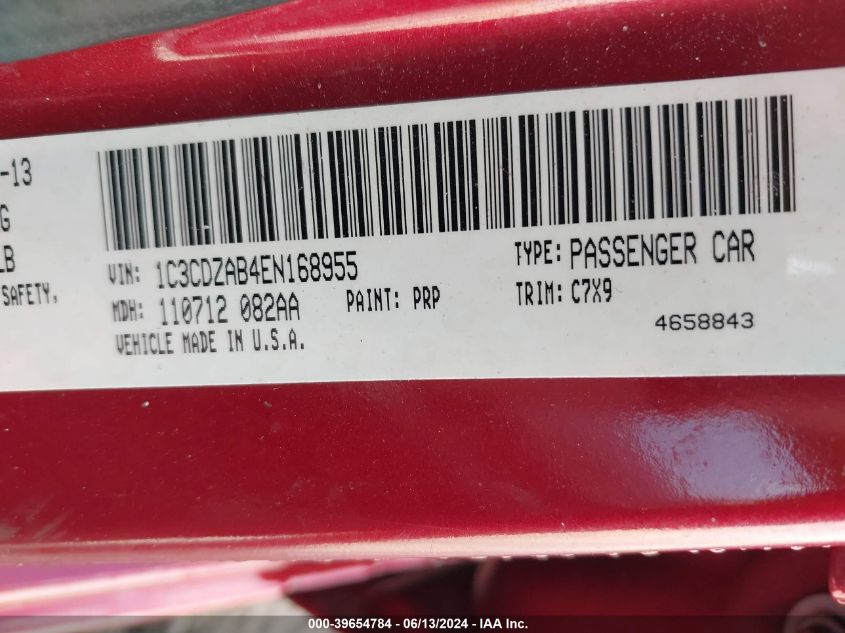 -13
G
LB
SAFETY,
VIN: 1C3CDZAB4EN168955
TYPE: PASSENGER CAR
MDH: 110712 082AA
PAINT: PRP
TRIM: C7X9
VEHICLE MADE IN U.S.A.
4658843
000-39654784 - 06/13/2024 - IAA Inc.